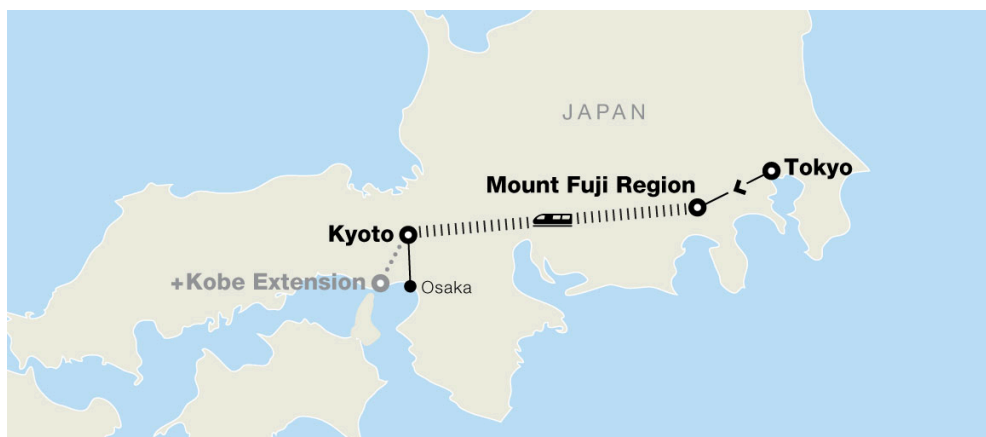 JAPAN
Tokyo
Mount Fuji Region
Kyoto
+Kobe Extension
Osaka